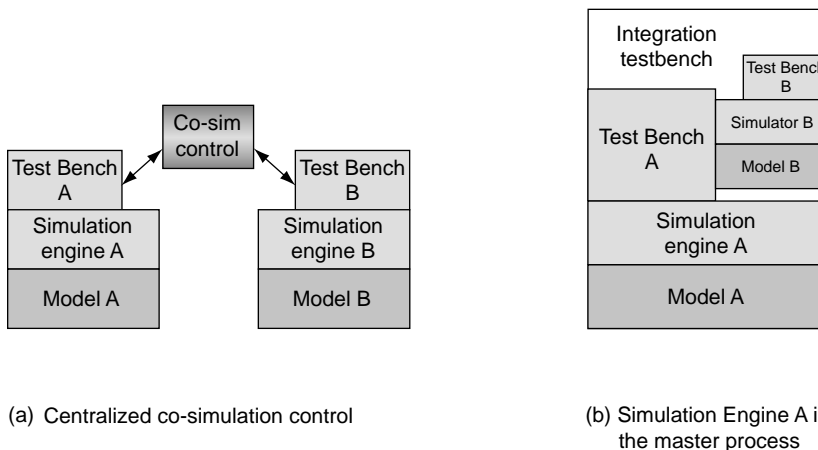 Co-sim
control
Test Bench
A
Simulation
engine A
Model A
Test Bench
B
Simulation
engine B
Model B
(a) Centralized co-simulation control
Integration
testbench
Test Bench
A
Test
B
Simulator B
Model B
Simulation
engine A
Model A
(b) Simulation Engine A
the master process